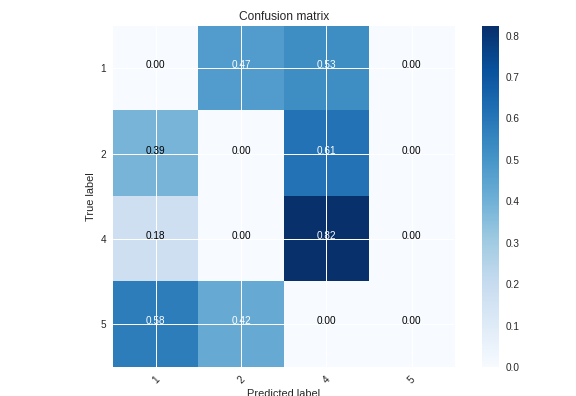 Confusion matrix
0.8
1 0.00 0.47 0.53 0.00
0.7
0.6
2 0.39 0.00 0.61 0.00
0.5
True label
0.4
4 0.18 0.00 0.82 0.00
0.3
0.2
5 0.58 0.42 0.00 0.00
0.1
0.0
1 2 4 5
Predicted label